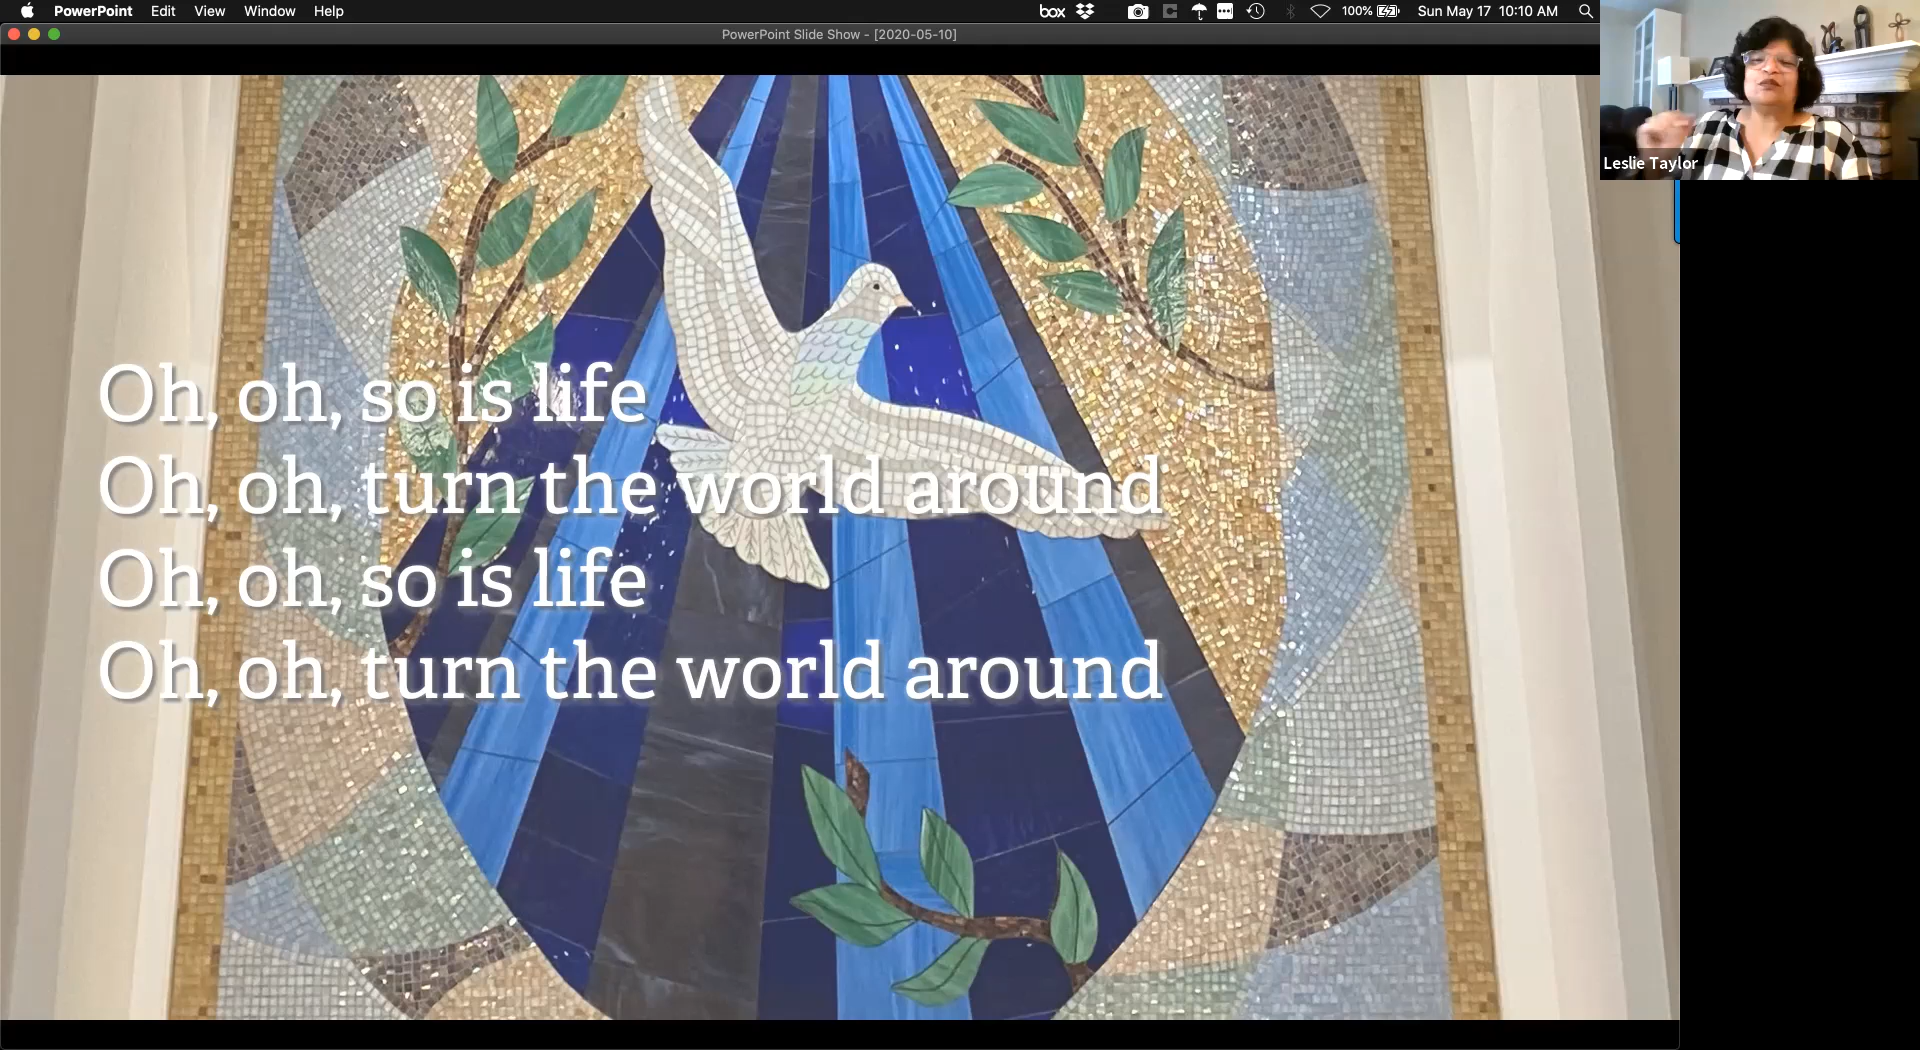 PowerPoint Edit View Window Help box 100% Sun May 17 10:10 AM
PowerPoint Slide Show - [2020-05-10]
Leslie Taylor
Oh, oh, so is life
Oh, oh, turn the world around
Oh, oh, so is life
Oh, oh, turn the world around